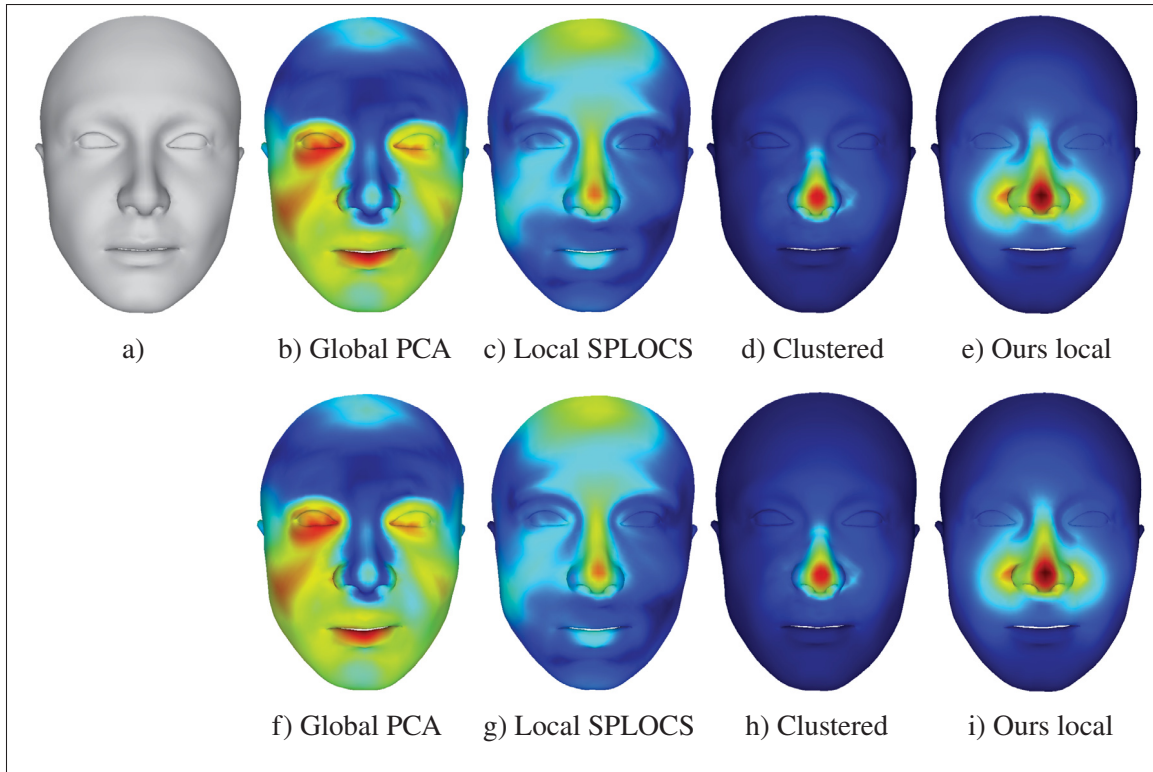 a) b) Global PCA c) Local SPLOCS d) Clustered e) Ours local
f) Global PCA g) Local SPLOCS h) Clustered i) Ours local